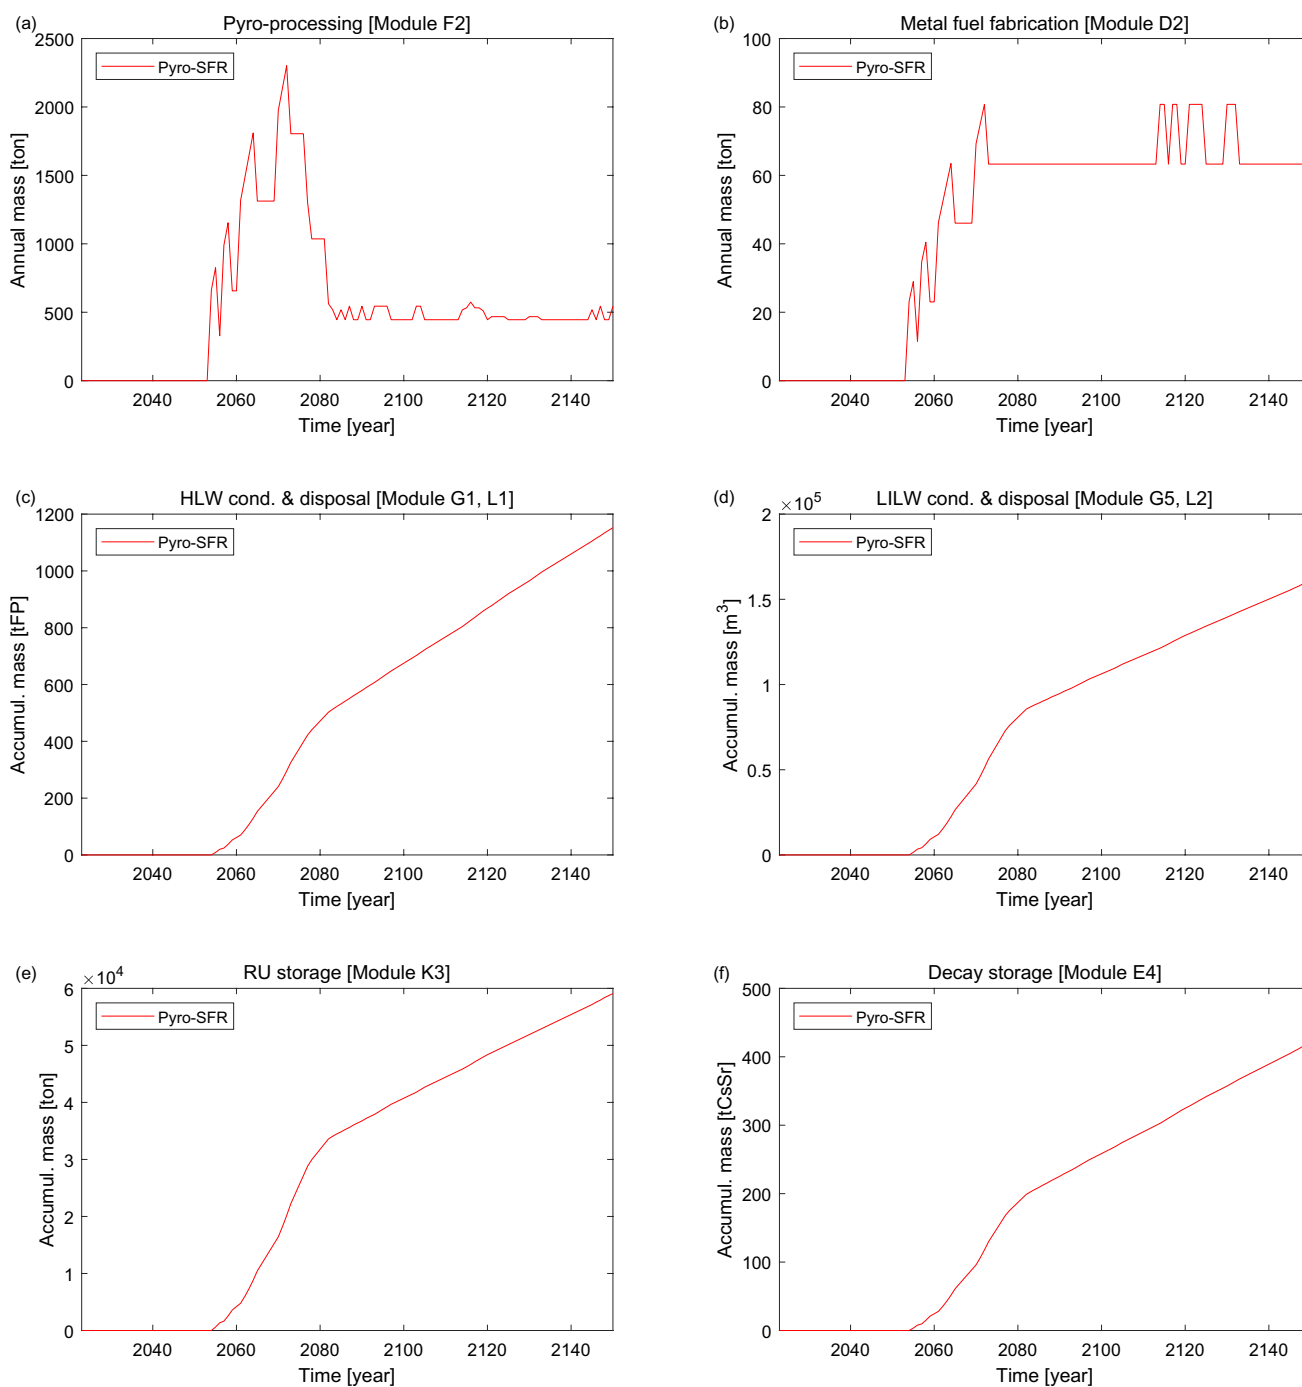 (a) Pyro-processing [Module F2]
2500
2000
1500
1000
500
0
Annual mass [ton]
Pyro-SFR
2040 2060 2080 2100 2120 2140
Time [year]
(b) Metal fuel fabrication [Module D2]
100
80
60
40
20
0
Annual mass [ton]
Pyro-SFR
2040 2060 2080 2100 2120 2140
Time [year]
(c) HLW cond. & disposal [Module G1, L1]
1200
1000
800
600
400
200
0
Accumul. mass [tFP]
Pyro-SFR
2040 2060 2080 2100 2120 2140
Time [year]
(d) LILW cond. & disposal [Module G5, L2]
×10⁵
2
1.5
1
0.5
0
Accumul. mass [m³]
Pyro-SFR
2040 2060 2080 2100 2120 2140
Time [year]
(e) RU storage [Module K3]
×10⁴
6
5
4
3
2
1
0
Accumul. mass [ton]
Pyro-SFR
2040 2060 2080 2100 2120 2140
Time [year]
(f) Decay storage [Module E4]
500
400
300
200
100
0
Accumul. mass [tCsSr]
Pyro-SFR
2040 2060 2080 2100 2120 2140
Time [year]